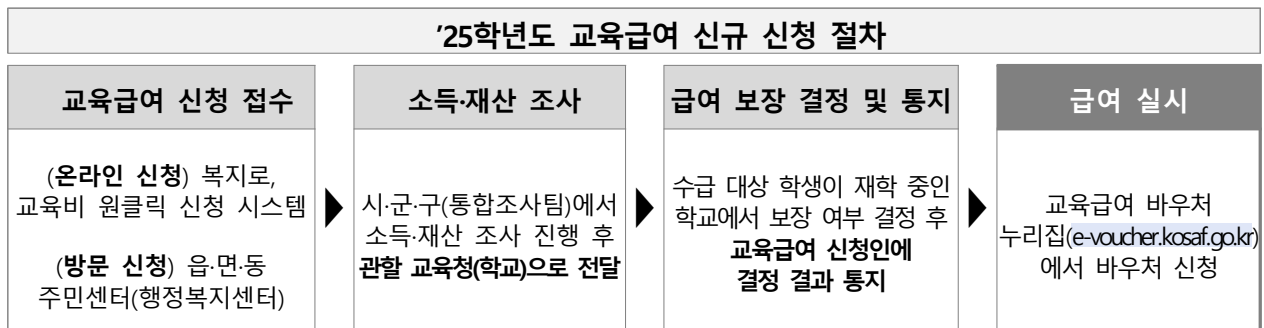 '25학년도 교육급여 신규 신청 절차
교육급여 신청 접수
(온라인 신청) 복지로,
교육비 원클릭 신청 시스템
(방문 신청) 읍·면·동
주민센터(행정복지센터)
소득·재산 조사
시·군·구(통합조사팀)에서
소득·재산 조사 진행 후
관할 교육청(학교)으로 전달
급여 보장 결정 및 통지
수급 대상 학생이 재학 중인
학교에서 보장 여부 결정 후
교육급여 신청인에
결정 결과 통지
급여 실시
교육급여 바우처
누리집(e-voucher.kosaf.go.kr)
에서 바우처 신청